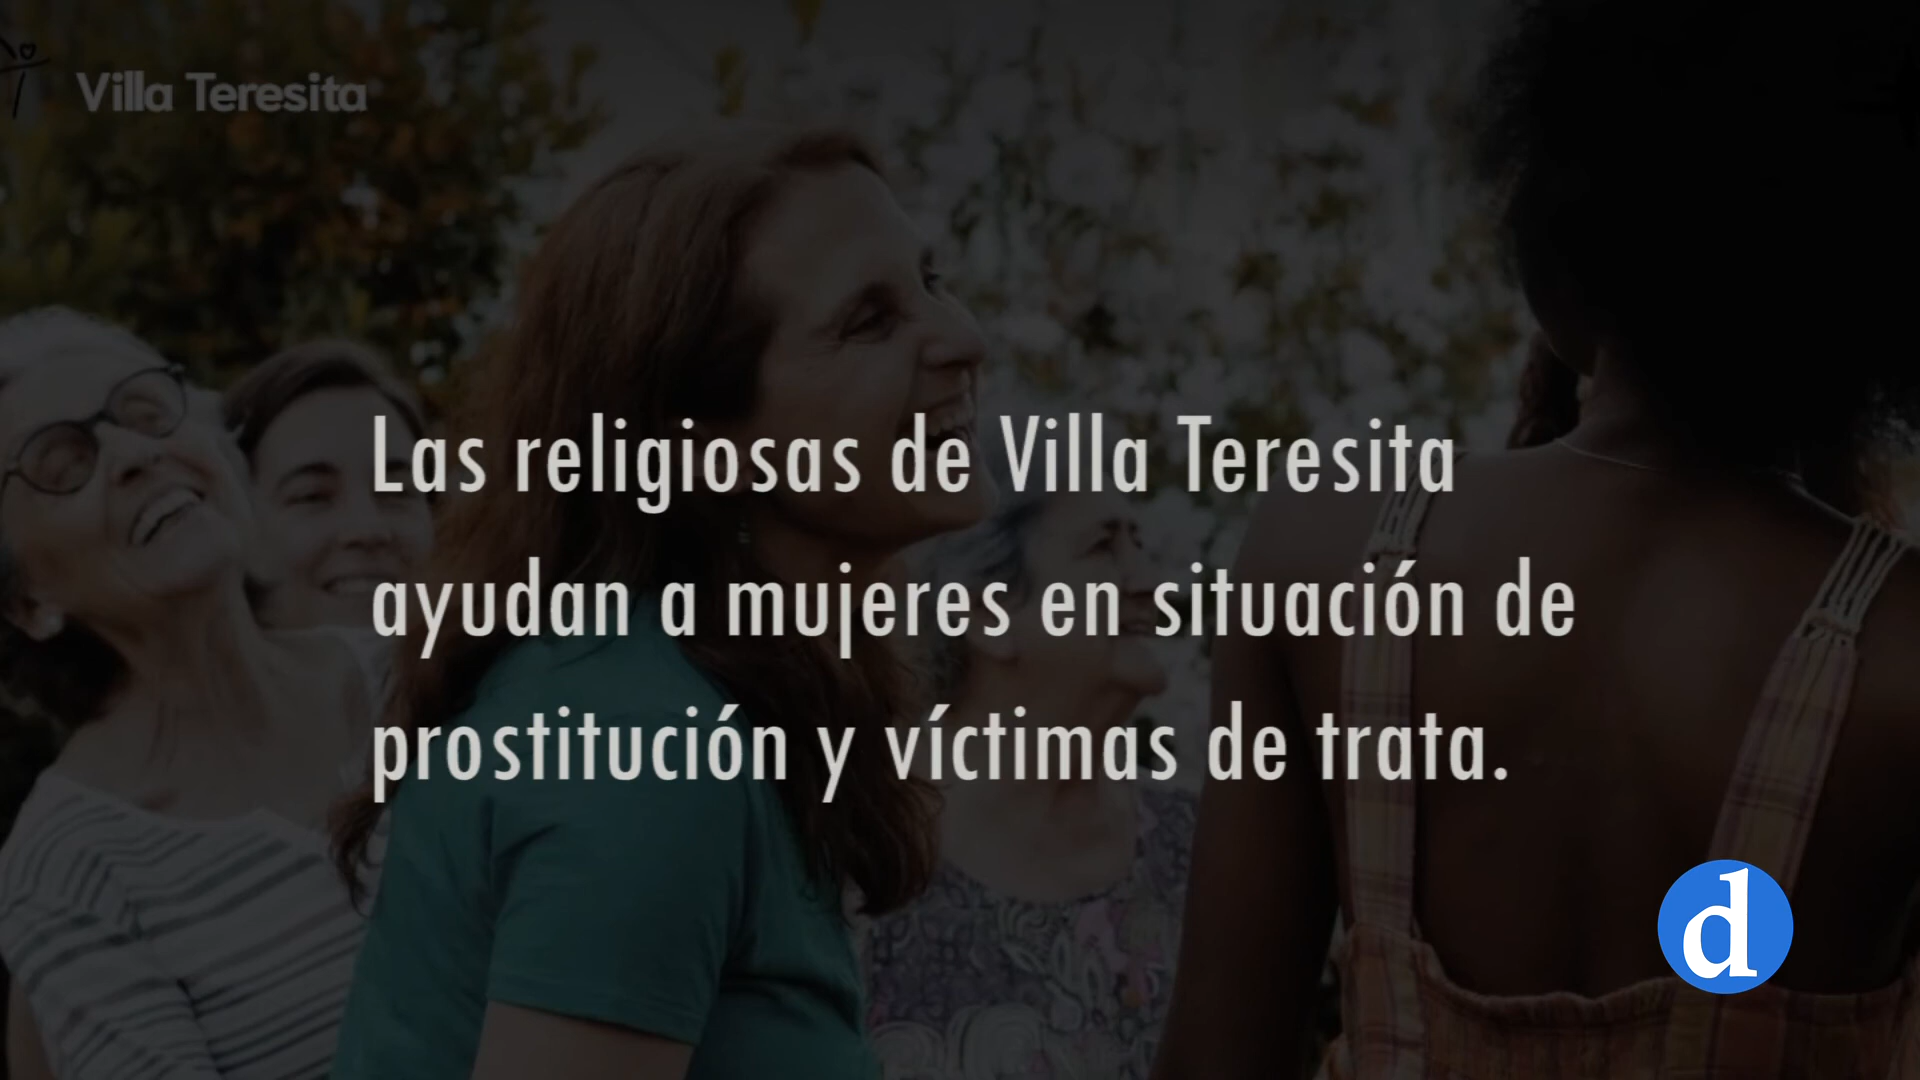 Villa Teresita
Las religiosas de Villa Teresita
ayudan a mujeres en situación de
prostitución y víctimas de trata.
d